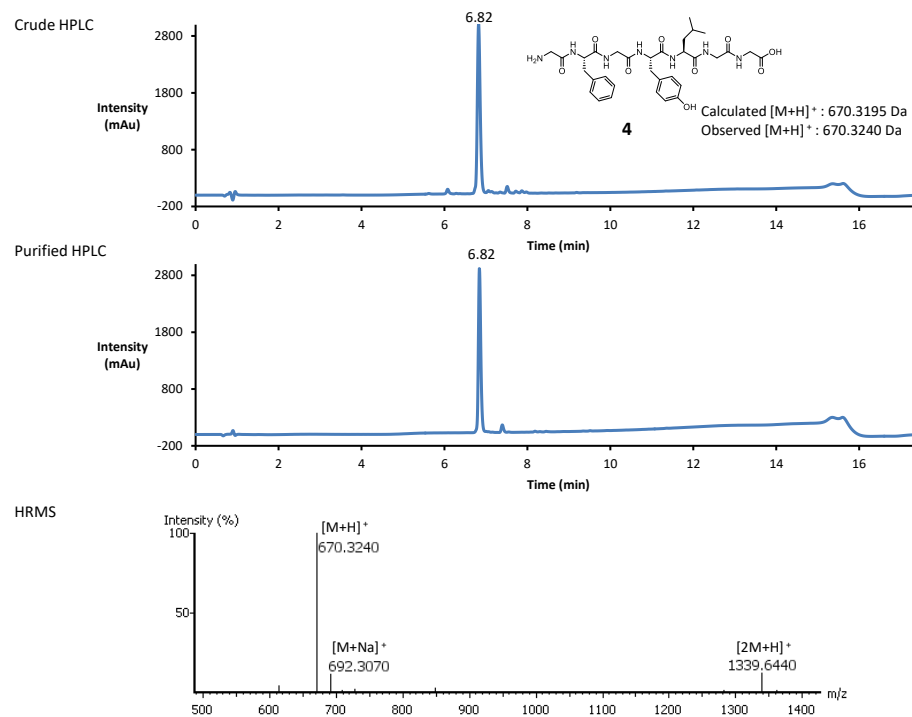 Crude HPLC
6.82
2800
1800
Intensity
(mAu)
800
-200
0 2 4 6 8 10 12 14 16
Time (min)
H₂N
H
N
O
O
N
H
H
N
O
O
N
H
O
H
N
O
N
H
O
OH
OH
4
Calculated [M+H]⁺ : 670.3195 Da
Observed [M+H]⁺ : 670.3240 Da
Purified HPLC
6.82
2800
1800
Intensity
(mAu)
800
-200
0 2 4 6 8 10 12 14 16
Time (min)
HRMS
Intensity (%)
100
50
[M+H]⁺
670.3240
[M+Na]⁺
692.3070
[2M+H]⁺
1339.6440
500 600 700 800 900 1000 1100 1200 1300 1400 m/z